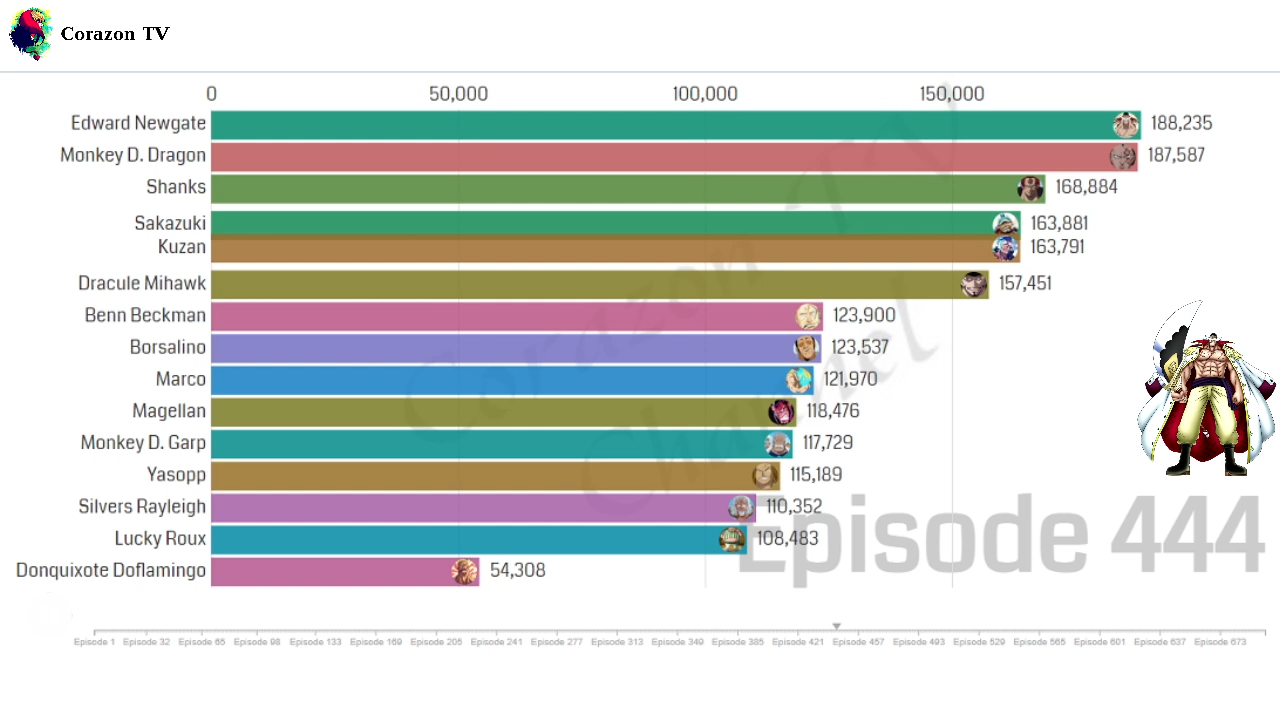 Corazon TV
0 50,000 100,000 150,000
Edward Newgate 188,235
Monkey D. Dragon 187,587
Shanks 168,884
Sakazuki 163,881
Kuzan 163,791
Dracule Mihawk 157,451
Benn Beckman 123,900
Borsalino 123,537
Marco 121,970
Magellan 118,476
Monkey D. Garp 117,729
Yasopp 115,189
Silvers Rayleigh 110,352
Lucky Roux 108,483
Donquixote Doflamingo 54,308
Corazon TV
Channel
Episode 444
Episode 1 Episode 32 Episode 65 Episode 98 Episode 133 Episode 169 Episode 205 Episode 241 Episode 277 Episode 313 Episode 349 Episode 385 Episode 421 Episode 457 Episode 493 Episode 529 Episode 565 Episode 601 Episode 637 Episode 673